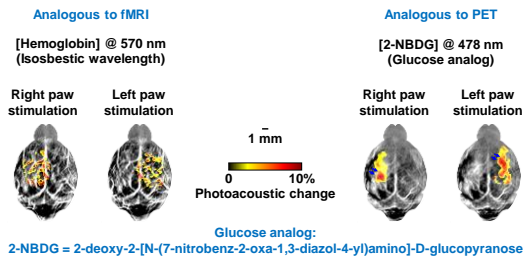 Analogous to fMRI
[Hemoglobin] @ 570 nm
(Isosbestic wavelength)
Right paw stimulation
Left paw stimulation
Analogous to PET
[2-NBDG] @ 478 nm
(Glucose analog)
Right paw stimulation
Left paw stimulation
1 mm
0 10%
Photoacoustic change
Glucose analog:
2-NBDG = 2-deoxy-2-[N-(7-nitrobenz-2-oxa-1,3-diazol-4-yl)amino]-D-glucopyranose